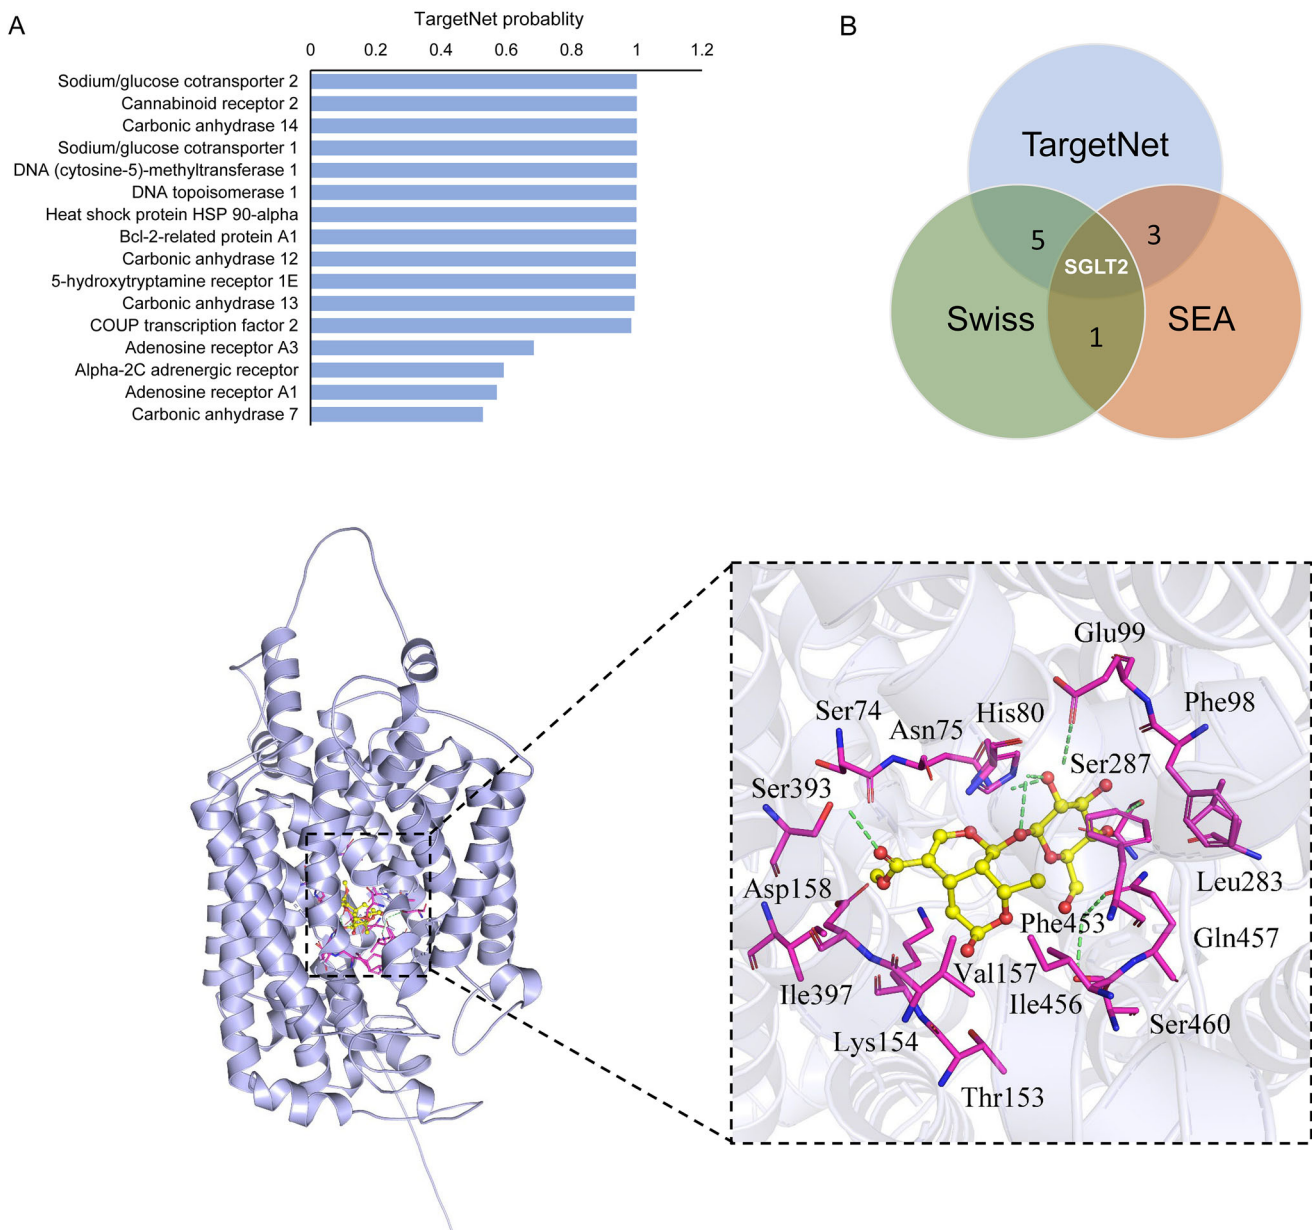 A
TargetNet probablity
0 0.2 0.4 0.6 0.8 1 1.2
Sodium/glucose cotransporter 2
Cannabinoid receptor 2
Carbonic anhydrase 14
Sodium/glucose cotransporter 1
DNA (cytosine-5)-methyltransferase 1
DNA topoisomerase 1
Heat shock protein HSP 90-alpha
Bcl-2-related protein A1
Carbonic anhydrase 12
5-hydroxytryptamine receptor 1E
Carbonic anhydrase 13
COUP transcription factor 2
Adenosine receptor A3
Alpha-2C adrenergic receptor
Adenosine receptor A1
Carbonic anhydrase 7
B
TargetNet
5
3
SGLT2
Swiss
SEA
1
Glu99
Phe98
Ser74
Asn75
His80
Ser287
Ser393
Asp158
Leu283
Phe453
Gln457
Val157
Ile397
Ile456
Ser460
Lys154
Thr153